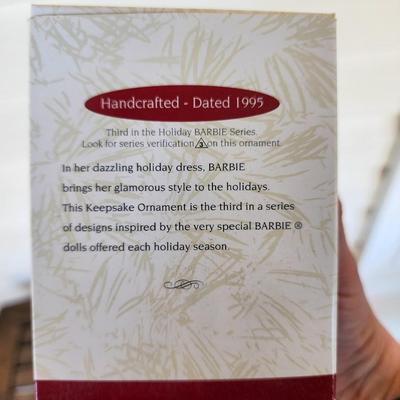 Handcrafted - Dated 1995
Third in the Holiday BARBIE Series.
Look for series verification 3 on this ornament.
In her dazzling holiday dress, BARBIE
brings her glamorous style to the holidays.
This Keepsake Ornament is the third in a series
of designs inspired by the very special BARBIE ®
dolls offered each holiday season.